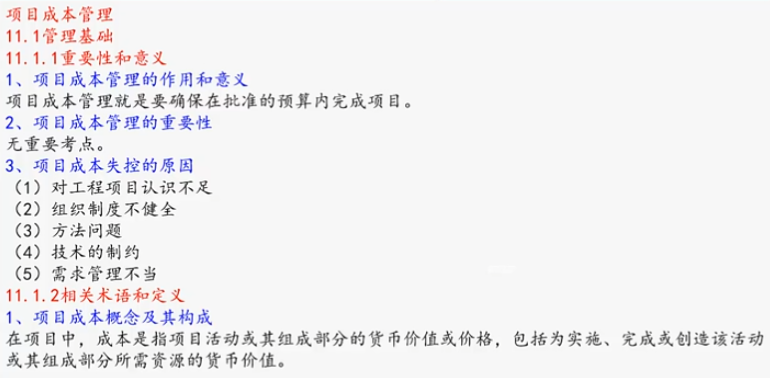 项目成本管理
11.1管理基础
11.1.1重要性和意义
1、项目成本管理的作用和意义
项目成本管理就是要确保在批准的预算内完成项目。
2、项目成本管理的重要性
无重要考点。
3、项目成本失控的原因
（1）对工程项目认识不足
（2）组织制度不健全
（3）方法问题
（4）技术的制约
（5）需求管理不当
11.1.2相关术语和定义
1、项目成本概念及其构成
在项目中，成本是指项目活动或其组成部分的货币价值或价格，包括为实施、完成或创造该活动
或其组成部分所需资源的货币价值。